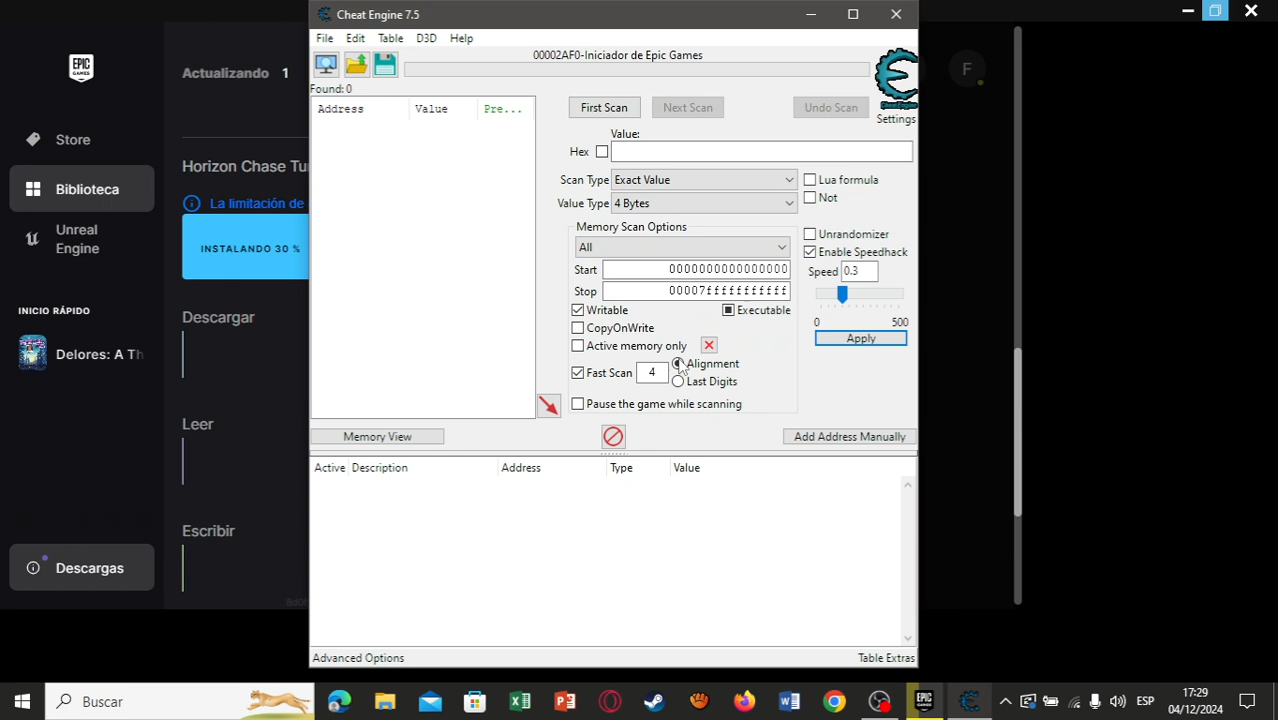 Cheat Engine 7.5
File Edit Table D3D Help
00002AF0-Iniciador de Epic Games
Found: 0
Address Value Pre...
First Scan Next Scan Undo Scan
Settings
Value:
Hex
Scan Type Exact Value Lua formula
Value Type 4 Bytes Not
Memory Scan Options
All
Unrandomizer
Enable Speedhack
Start 0000000000000000
Speed 0.3
Stop 00007fffffffffff
Writable Executable
CopyOnWrite
0 500
Active memory only
Apply
Fast Scan 4 Alignment
Last Digits
Pause the game while scanning
Memory View Add Address Manually
Active Description Address Type Value
Advanced Options Table Extras
EPIC
GAMES
Store
Biblioteca
Unreal
Engine
INICIO RÁPIDO
Delores: A Th
Descargas
Actualizando 1
Horizon Chase Tu
La limitación de
INSTALANDO 30 %
Descargar
Leer
Escribir
F
Buscar
EPIC
GAMES
ESP
17:29
04/12/2024